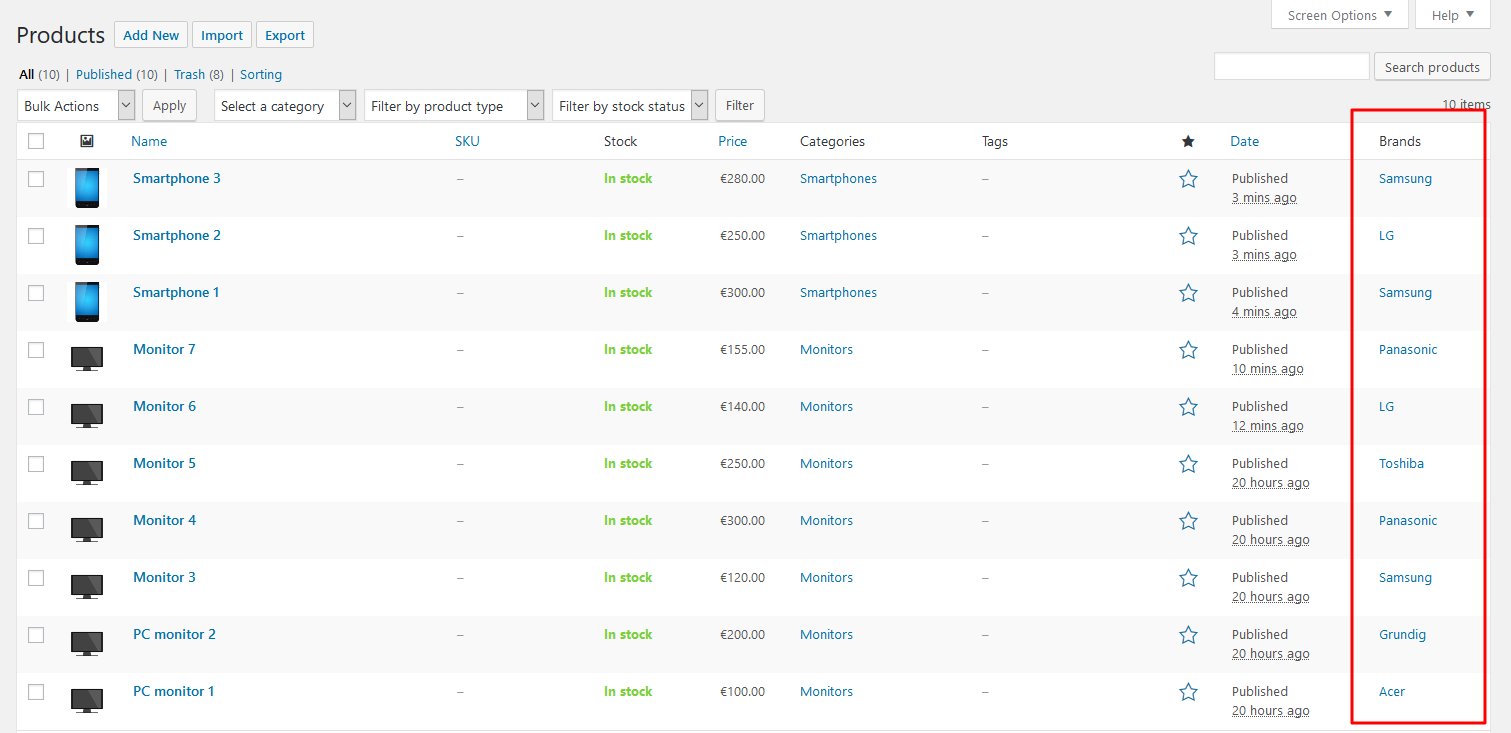 Screen Options ▼ Help ▼
Products Add New Import Export
All (10) | Published (10) | Trash (8) | Sorting
Search products
Bulk Actions Apply Select a category Filter by product type Filter by stock status Filter
10 items
Name SKU Stock Price Categories Tags ★ Date Brands
Smartphone 3 – In stock €280.00 Smartphones – Published Samsung
3 mins ago
Smartphone 2 – In stock €250.00 Smartphones – Published LG
3 mins ago
Smartphone 1 – In stock €300.00 Smartphones – Published Samsung
4 mins ago
Monitor 7 – In stock €155.00 Monitors – Published Panasonic
10 mins ago
Monitor 6 – In stock €140.00 Monitors – Published LG
12 mins ago
Monitor 5 – In stock €250.00 Monitors – Published Toshiba
20 hours ago
Monitor 4 – In stock €300.00 Monitors – Published Panasonic
20 hours ago
Monitor 3 – In stock €120.00 Monitors – Published Samsung
20 hours ago
PC monitor 2 – In stock €200.00 Monitors – Published Grundig
20 hours ago
PC monitor 1 – In stock €100.00 Monitors – Published Acer
20 hours ago